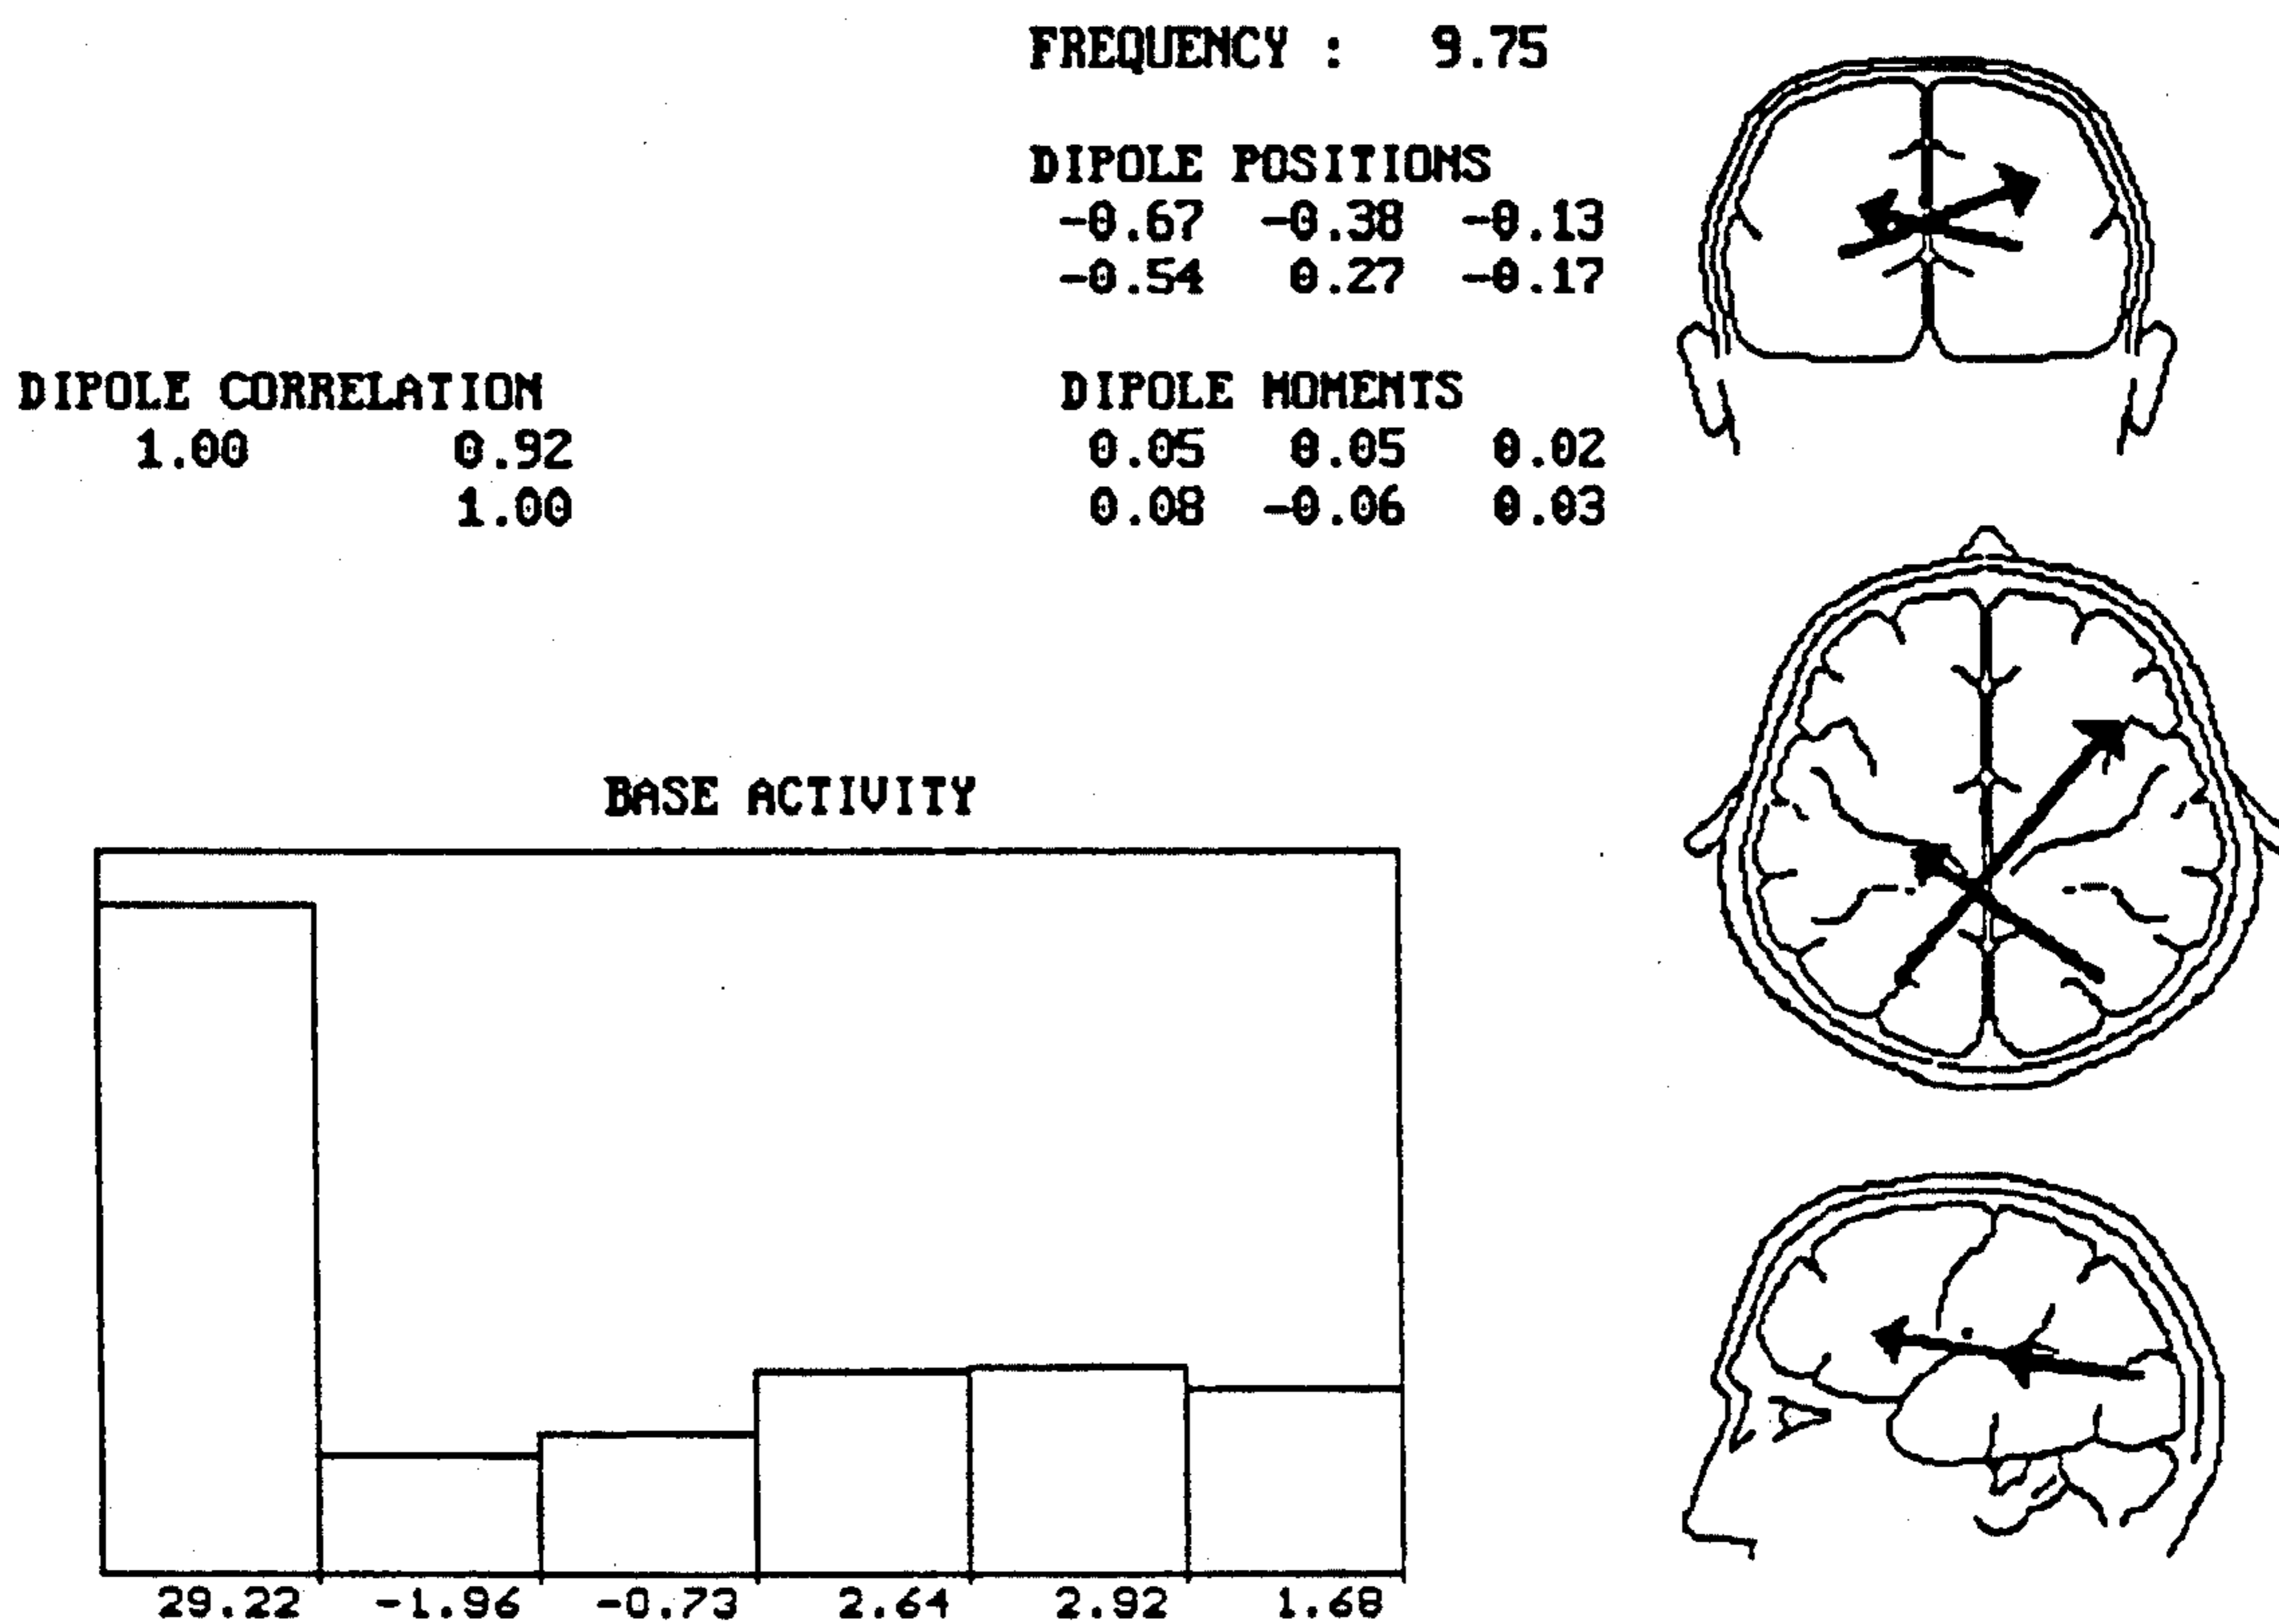 FREQUENCY : 9.75
DIPOLE POSITIONS
-0.67 -0.38 -0.13
-0.54 0.27 -0.17
DIPOLE CORRELATION
1.00 0.92
1.00
DIPOLE MOMENTS
0.05 0.05 0.02
0.08 -0.06 0.03
BASE ACTIVITY
29.22 -1.96 -0.73 2.64 2.92 1.68